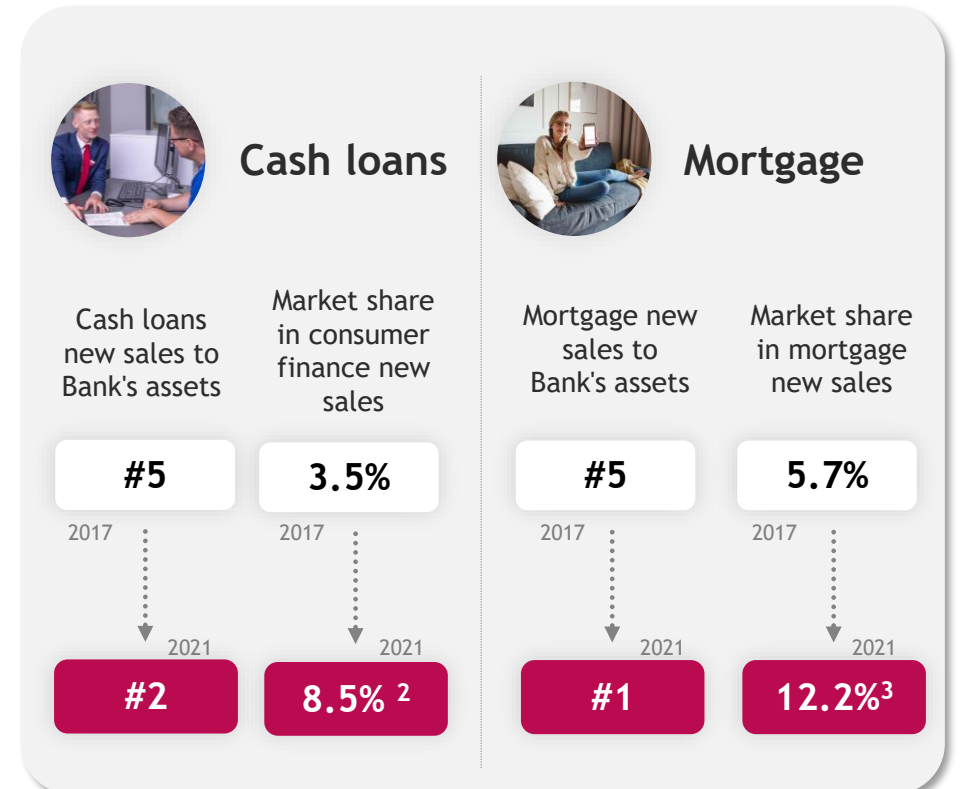 Cash loans
Cash loans
new sales to
Bank's assets
Market share
in consumer
finance new
sales
#5
3.5%
2017
2017
2021
2021
#2
8.5% ²
Mortgage
Mortgage new
sales to
Bank's assets
Market share
in mortgage
new sales
#5
5.7%
2017
2017
2021
2021
#1
12.2%³